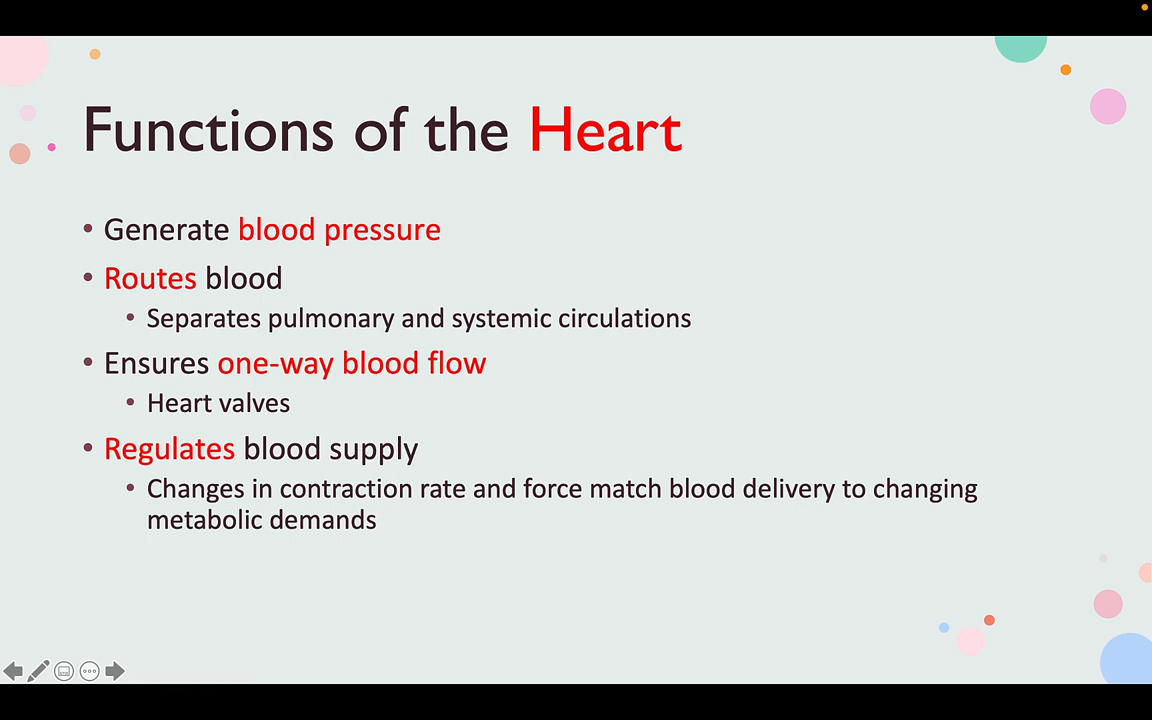 Functions of the Heart
• Generate blood pressure
• Routes blood
• Separates pulmonary and systemic circulations
• Ensures one-way blood flow
• Heart valves
• Regulates blood supply
• Changes in contraction rate and force match blood delivery to changing
metabolic demands